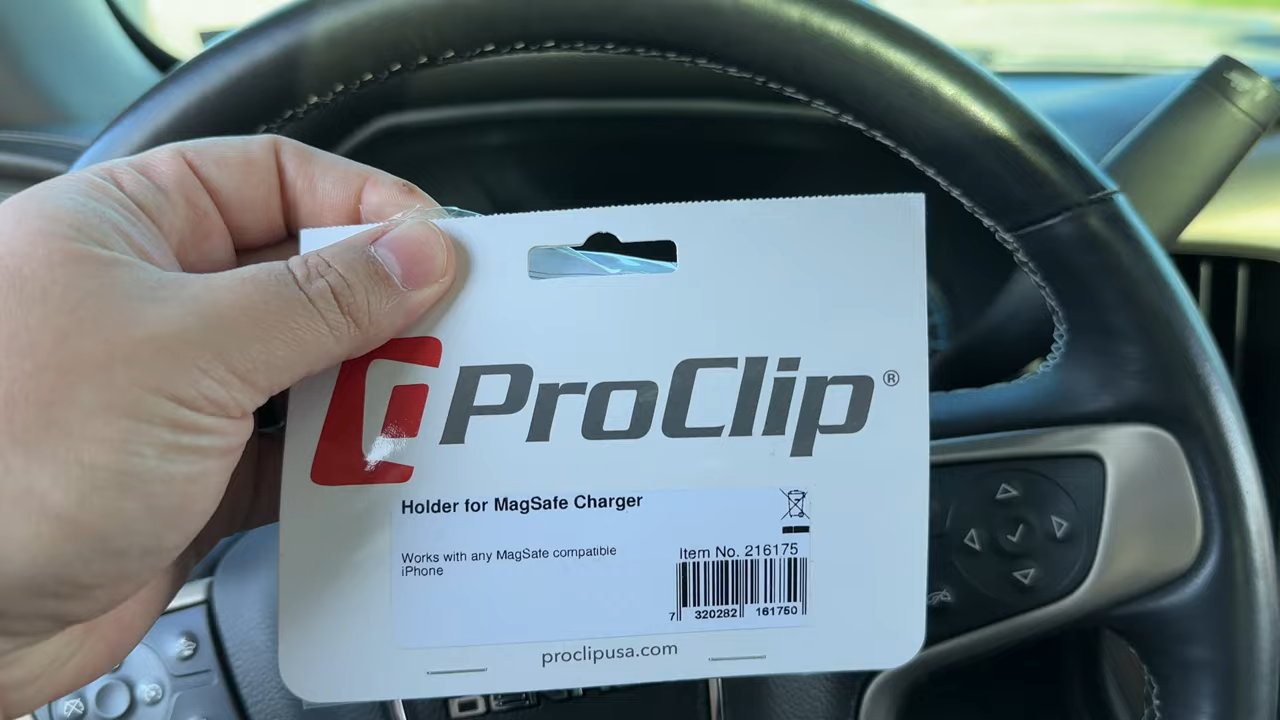 ProClip®
Holder for MagSafe Charger
Works with any MagSafe compatible
iPhone
Item No. 216175
7 320282 161750
proclipusa.com